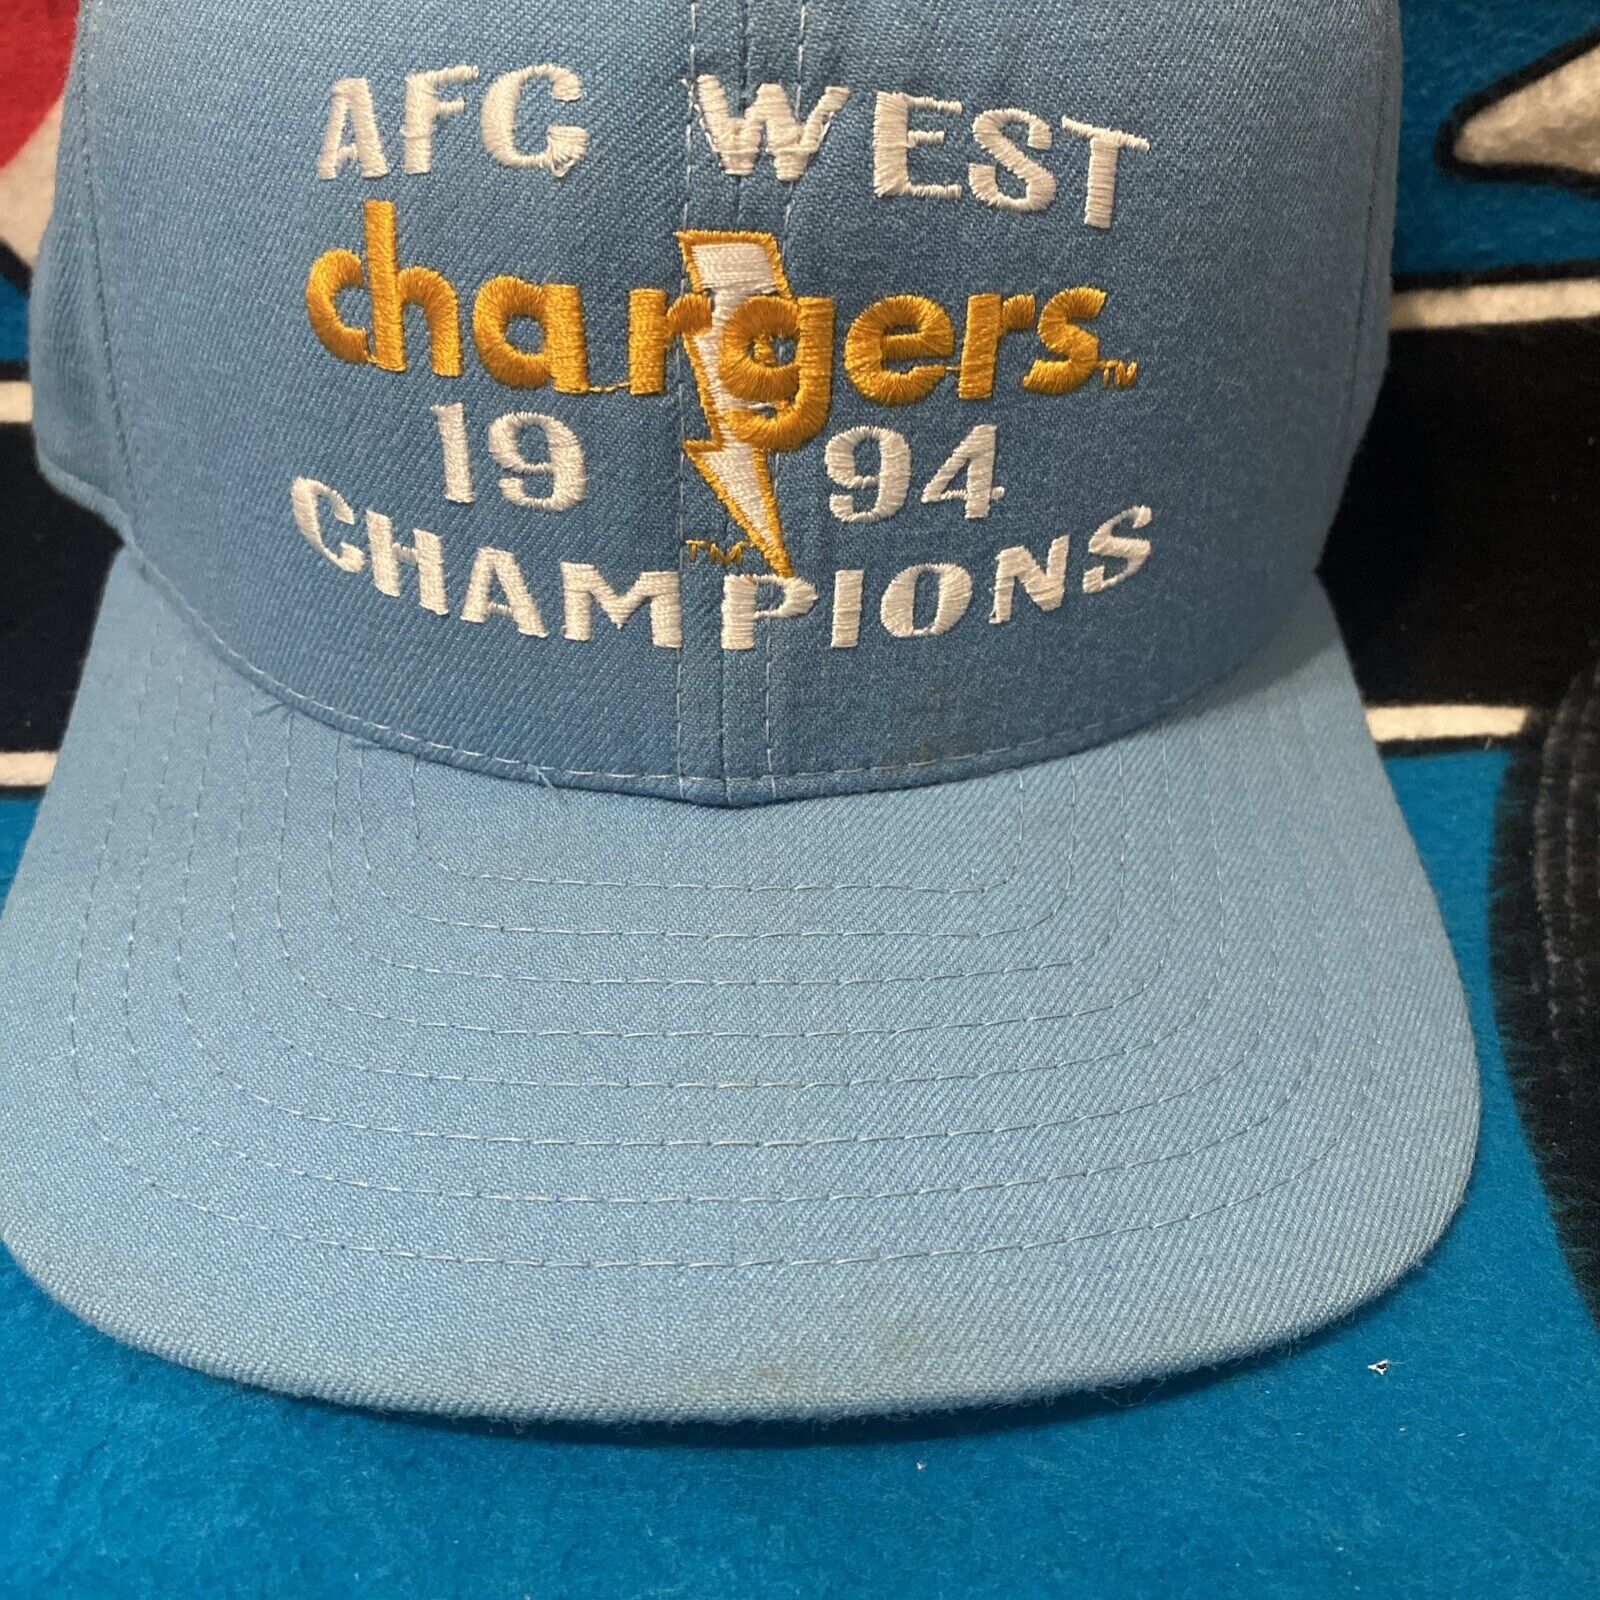 AFC WEST
chargers™
19 94
™
CHAMPIONS